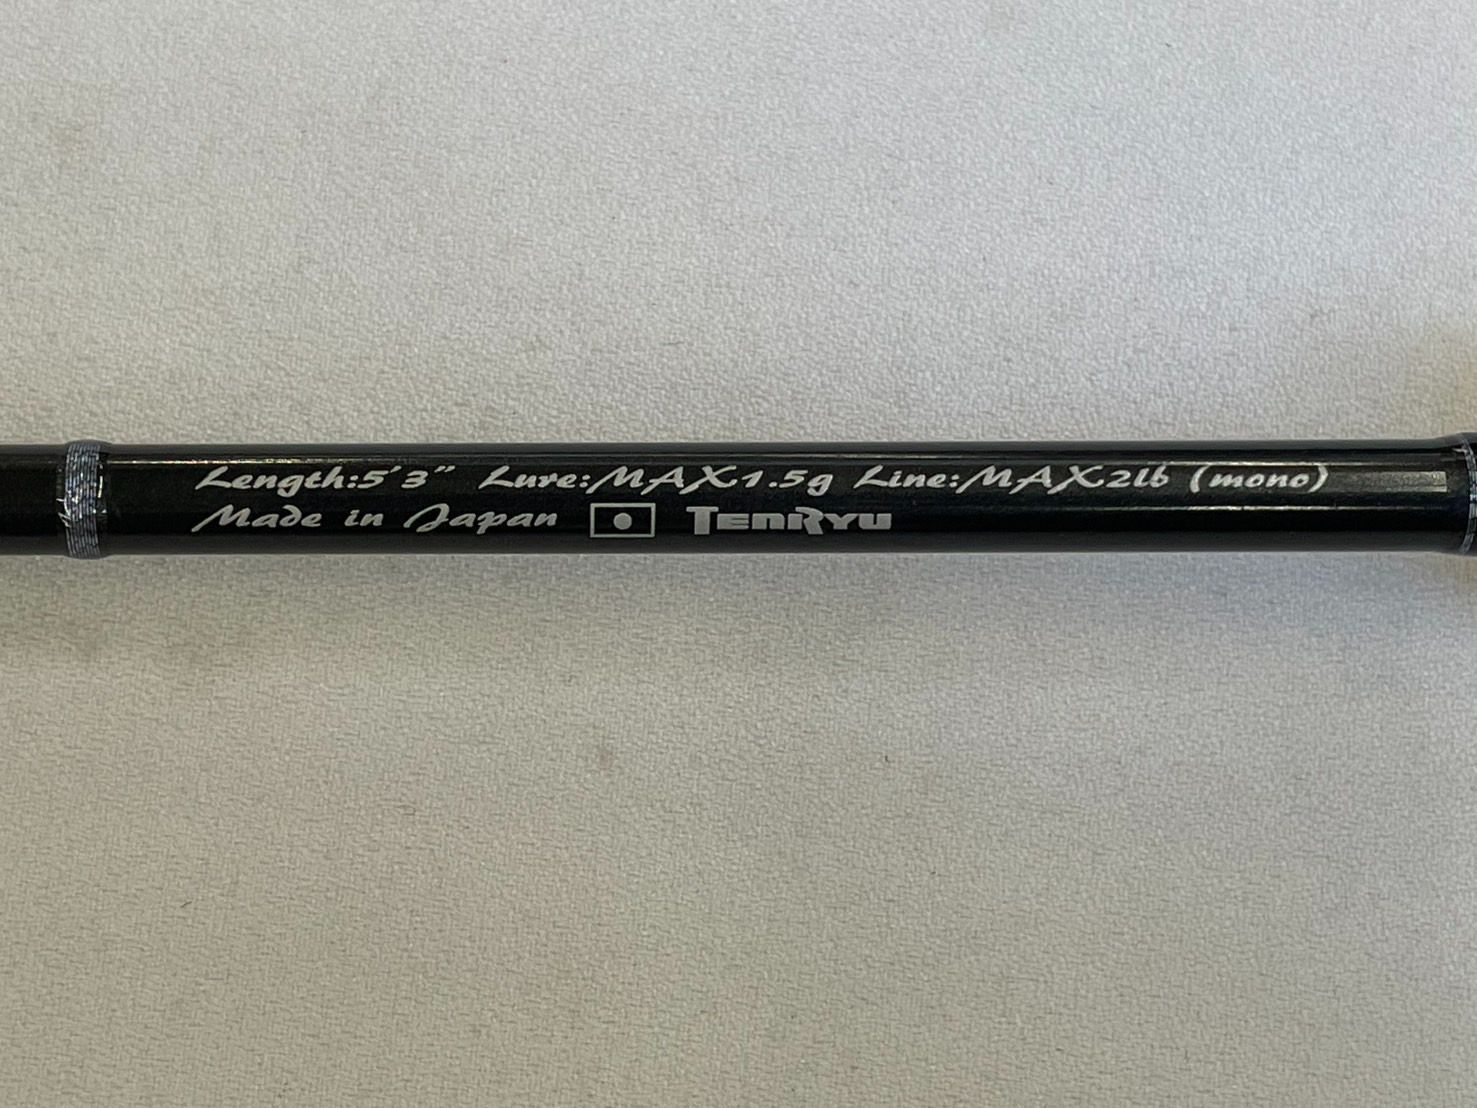 Length:5'3" Lure:MAX1.5g Line:MAX2lb (mono)
Made in Japan TENRYU